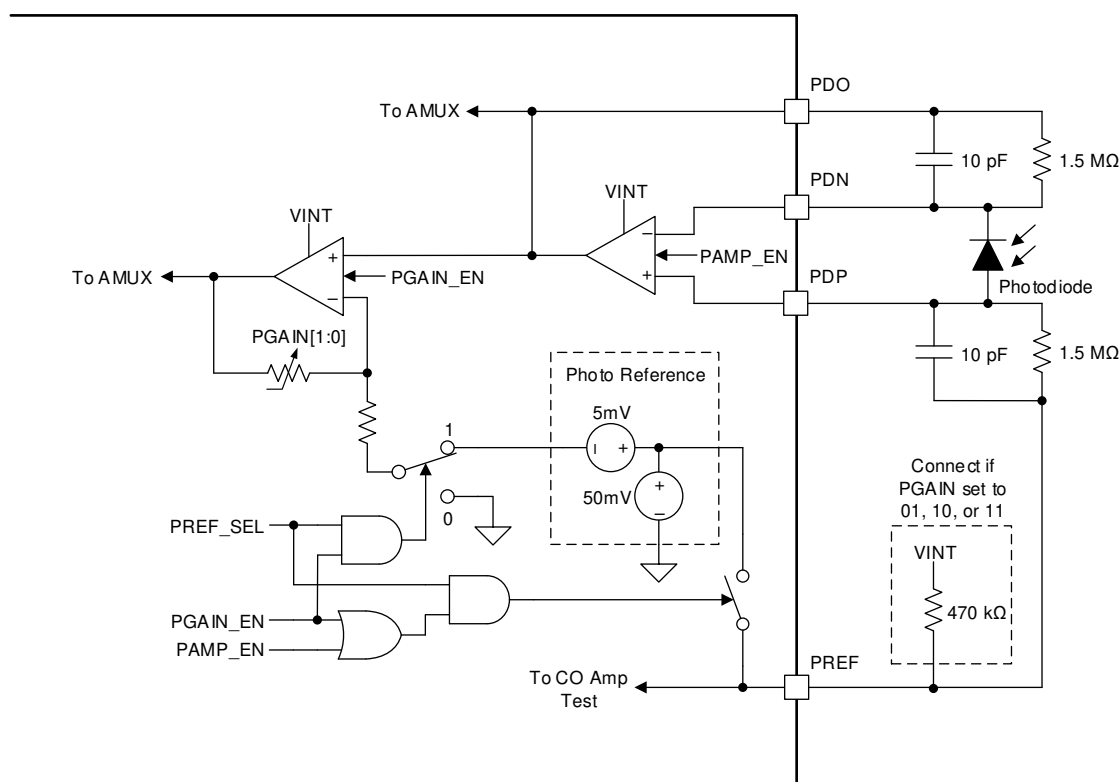 PDO
To AMUX
10 pF
1.5 MΩ
PDN
VINT
VINT
−
+
PAMP_EN
+
−
To AMUX
PGAIN_EN
PDP
Photodiode
PGAIN[1:0]
10 pF
1.5 MΩ
Photo Reference
5mV
− +
1
50mV
+
−
0
Connect if
PGAIN set to
01, 10, or 11
VINT
470 kΩ
PREF_SEL
PGAIN_EN
PAMP_EN
PREF
To CO Amp
Test